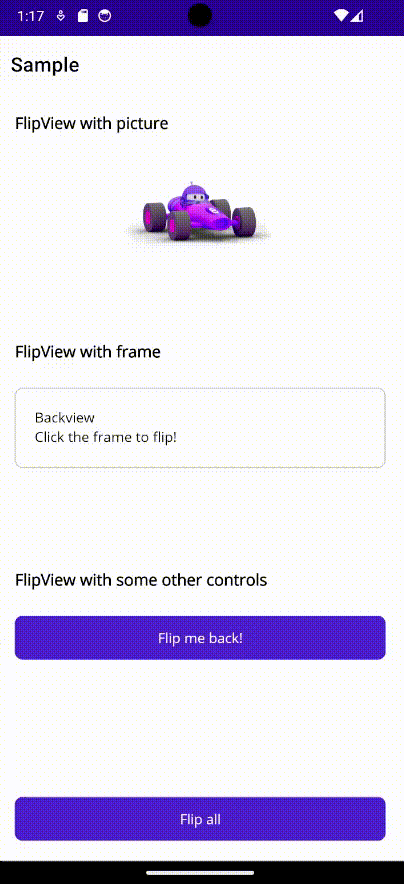 1:17
Sample
FlipView with picture
FlipView with frame
Backview
Click the frame to flip!
FlipView with some other controls
Flip me back!
Flip all